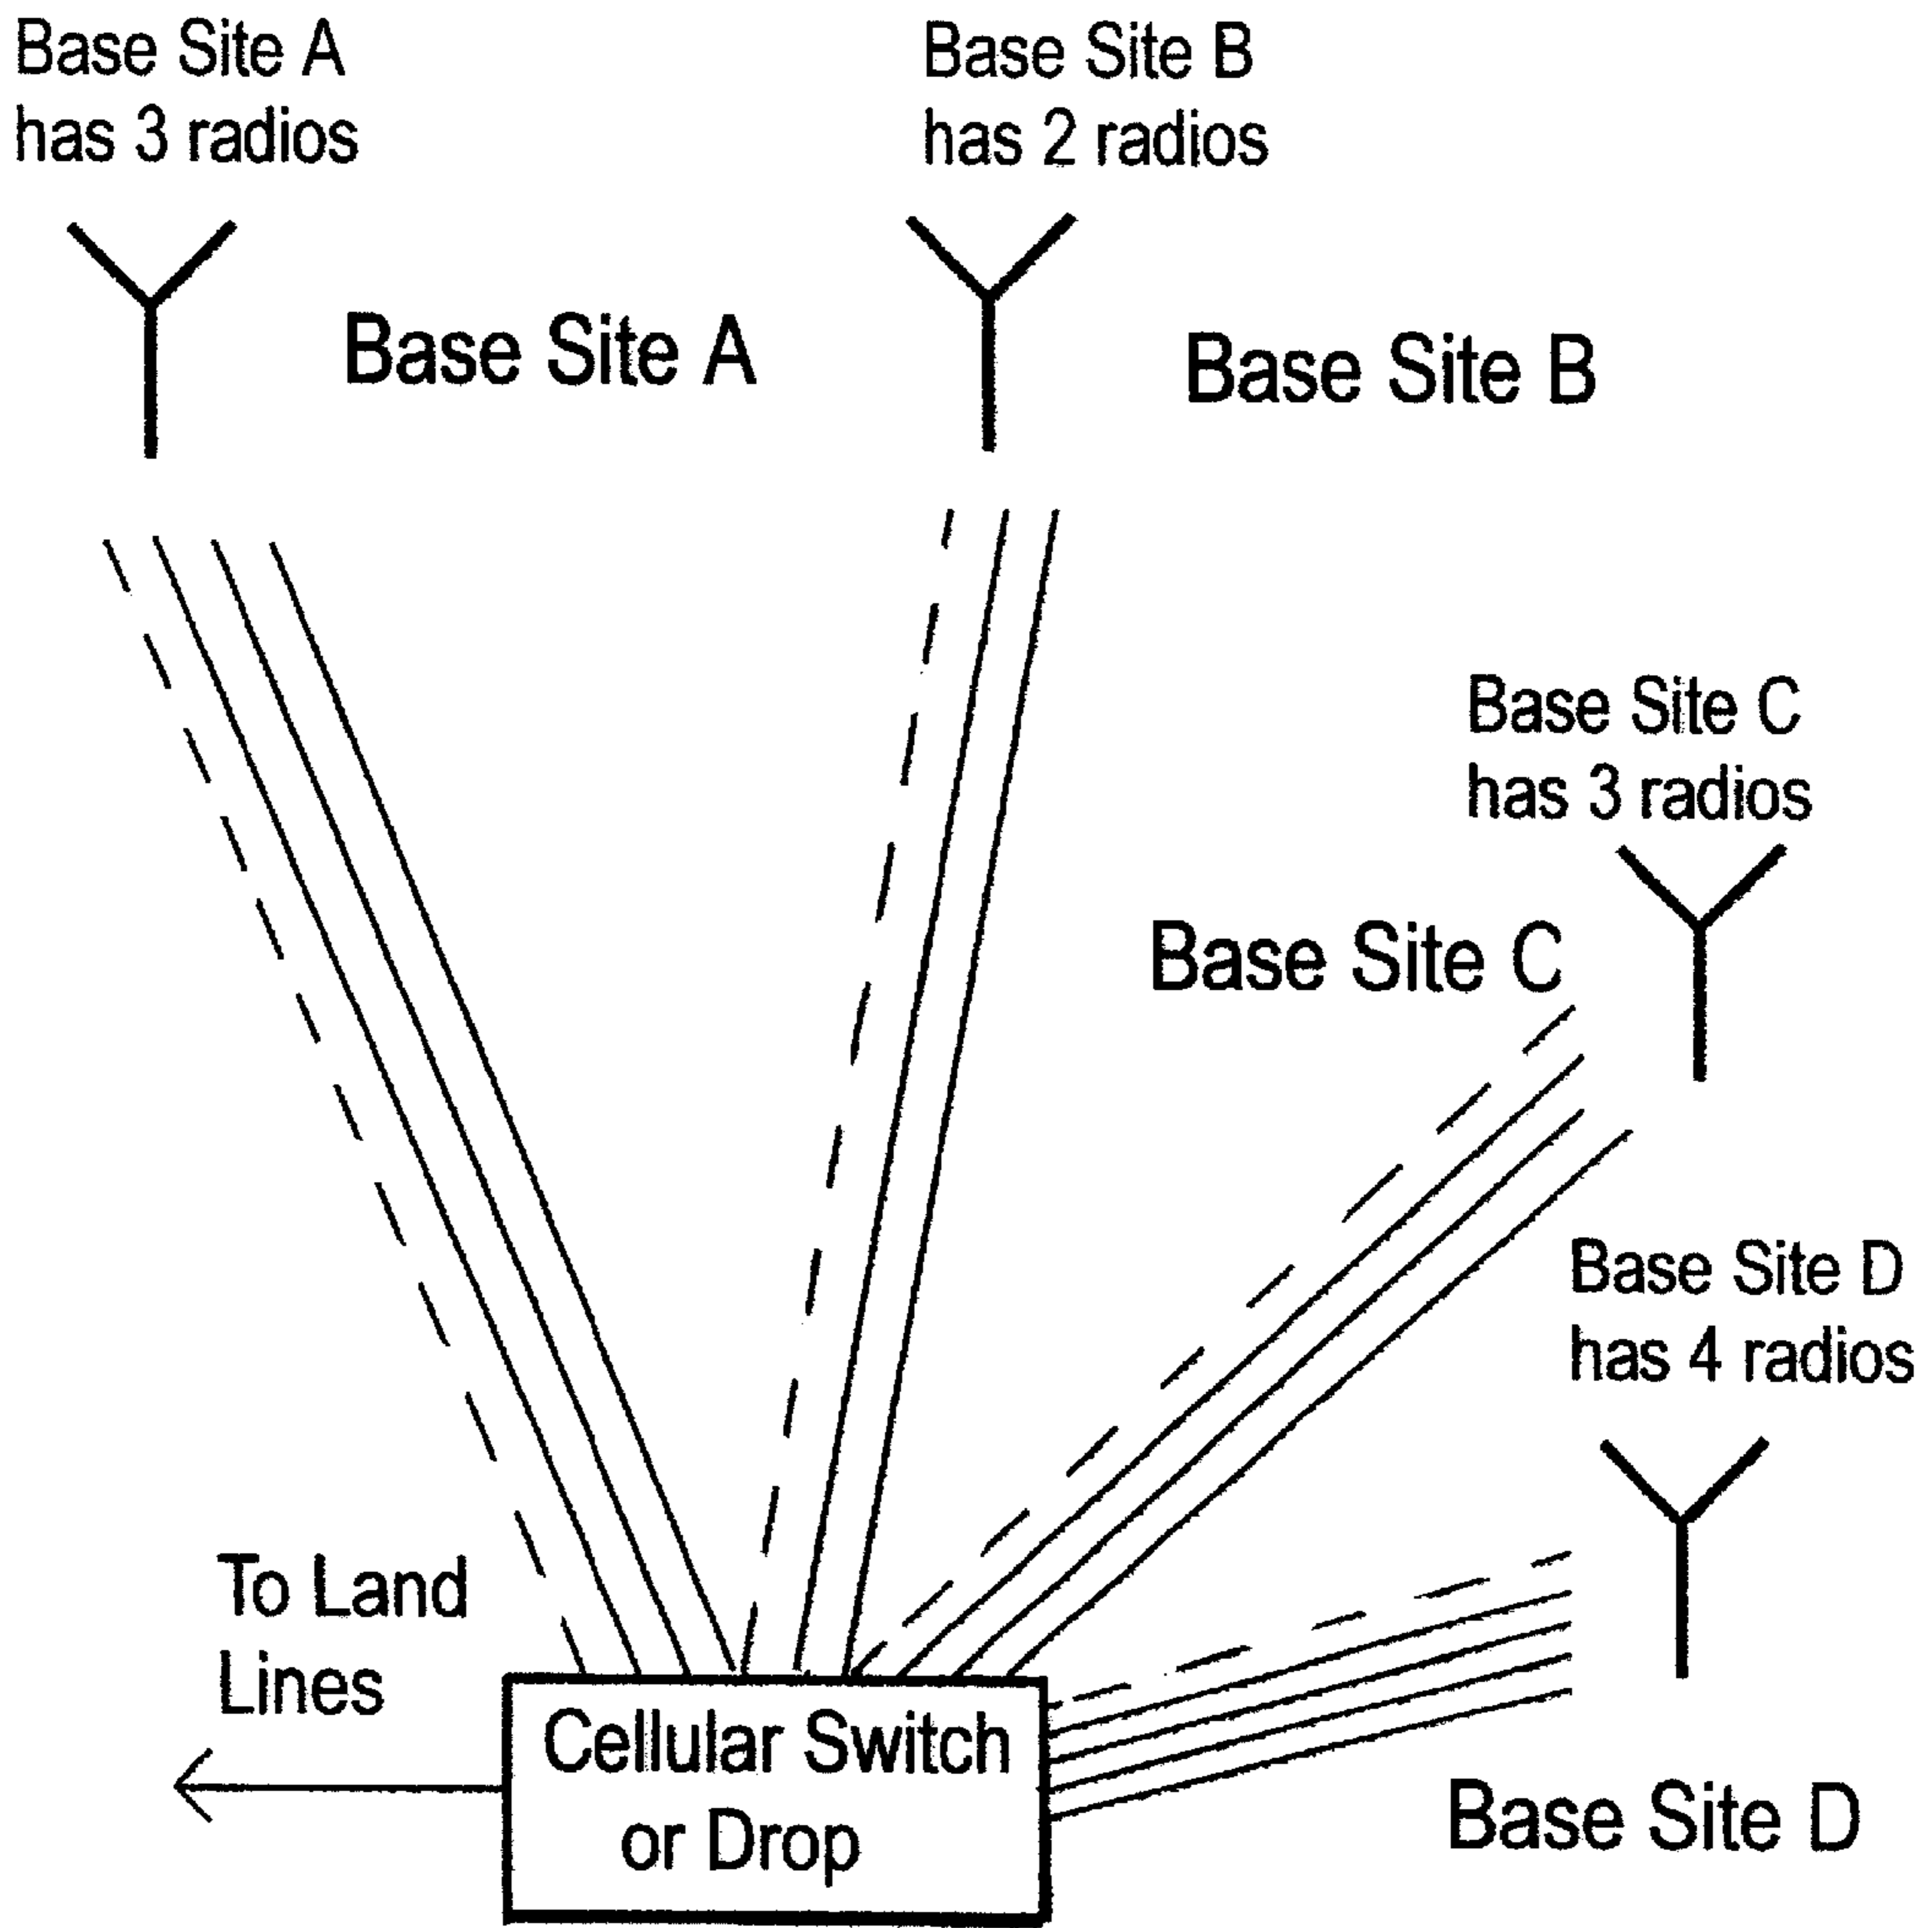 Base Site A
has 3 radios
Base Site B
has 2 radios
Base Site A
Base Site B
Base Site C
has 3 radios
Base Site C
Base Site D
has 4 radios
To Land
Lines
Cellular Switch
or Drop
Base Site D